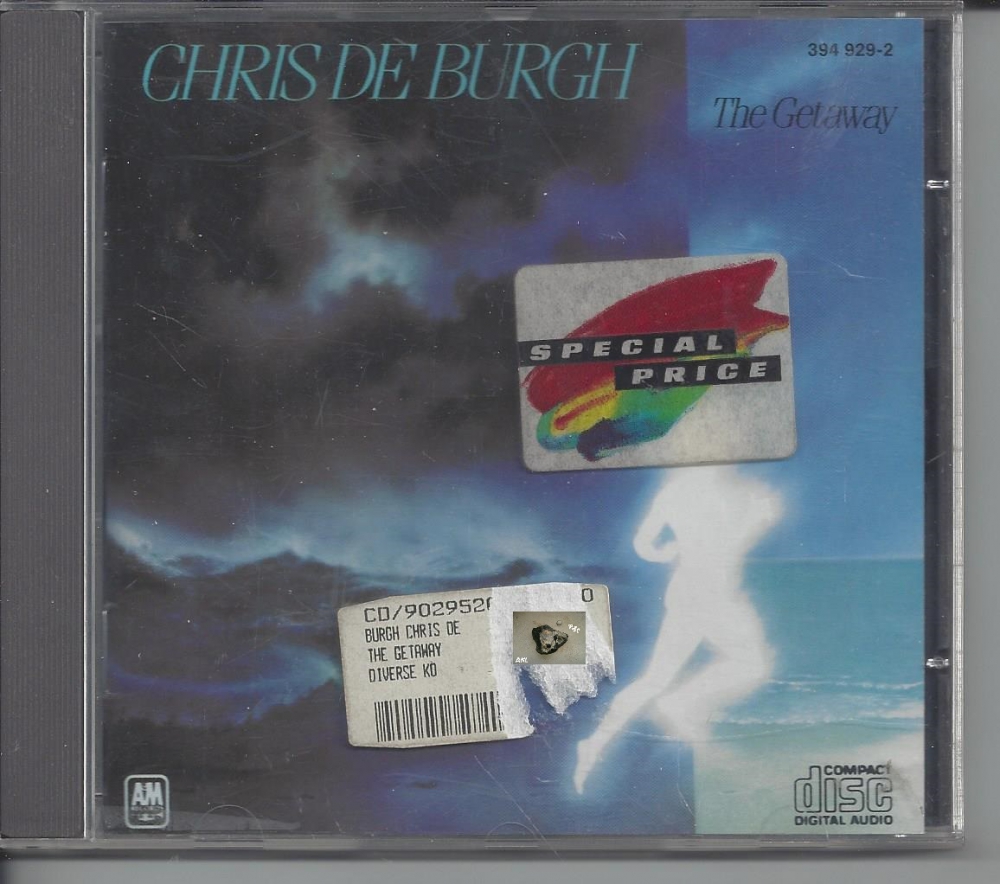 CHRIS DE BURGH
394 929-2
The Getaway
SPECIAL
PRICE
CD/902952
0
BURGH CHRIS DE
THE GETAWAY
DIVERSE KO
A&M
COMPACT
disc
DIGITAL AUDIO